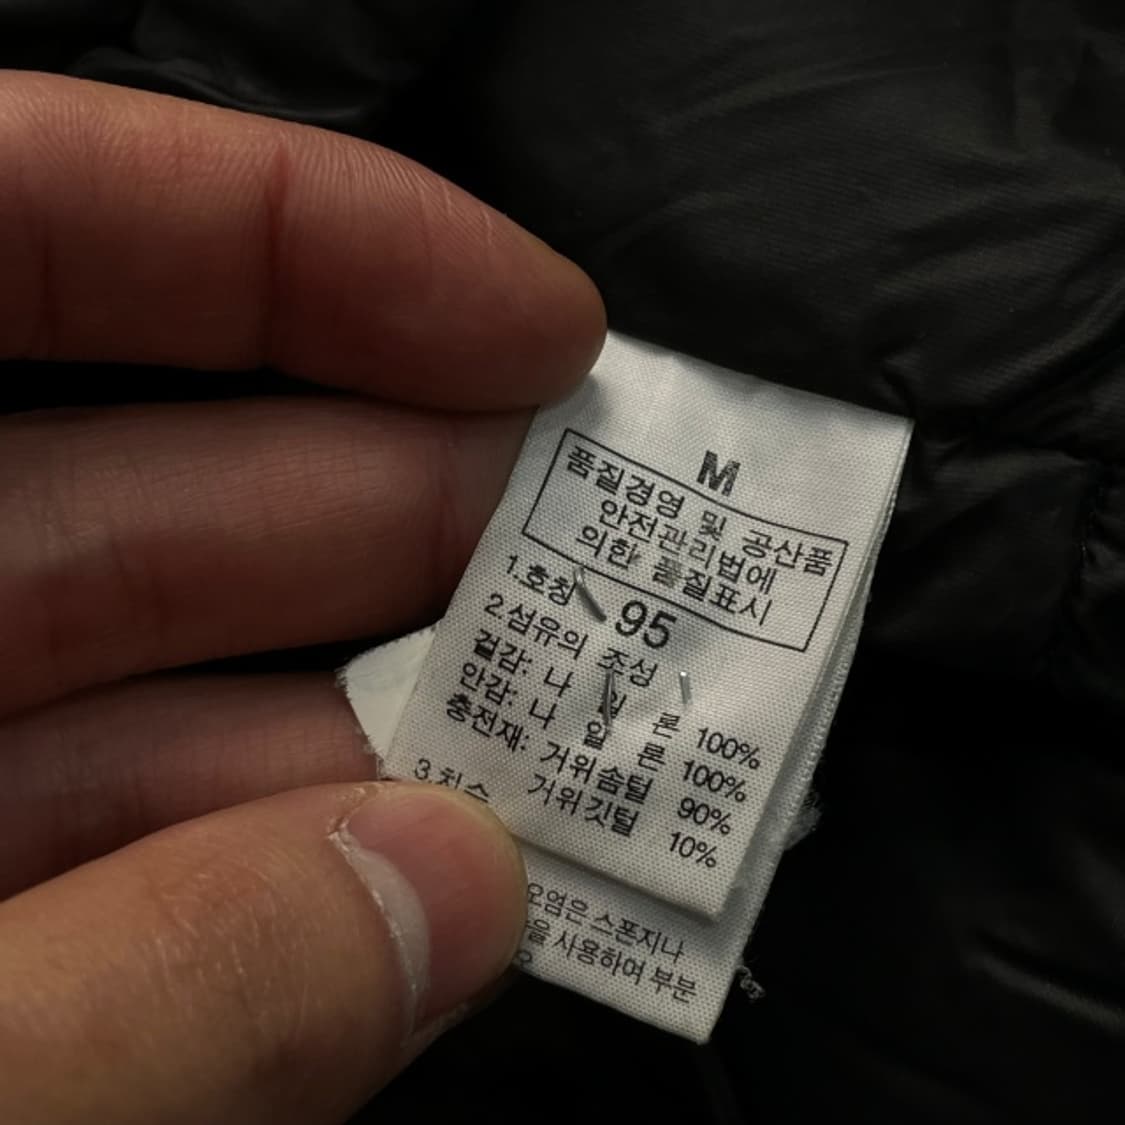 M
품질경영 및 공산품
안전관리법에
의한 품질표시
1.호칭 95
2.섬유의 조성
겉감: 나 일 론 100%
안감: 나 일 론 100%
충전재: 거위솜털 90%
거위깃털 10%
3.치수
오염은 스폰지나
을 사용하여 부분